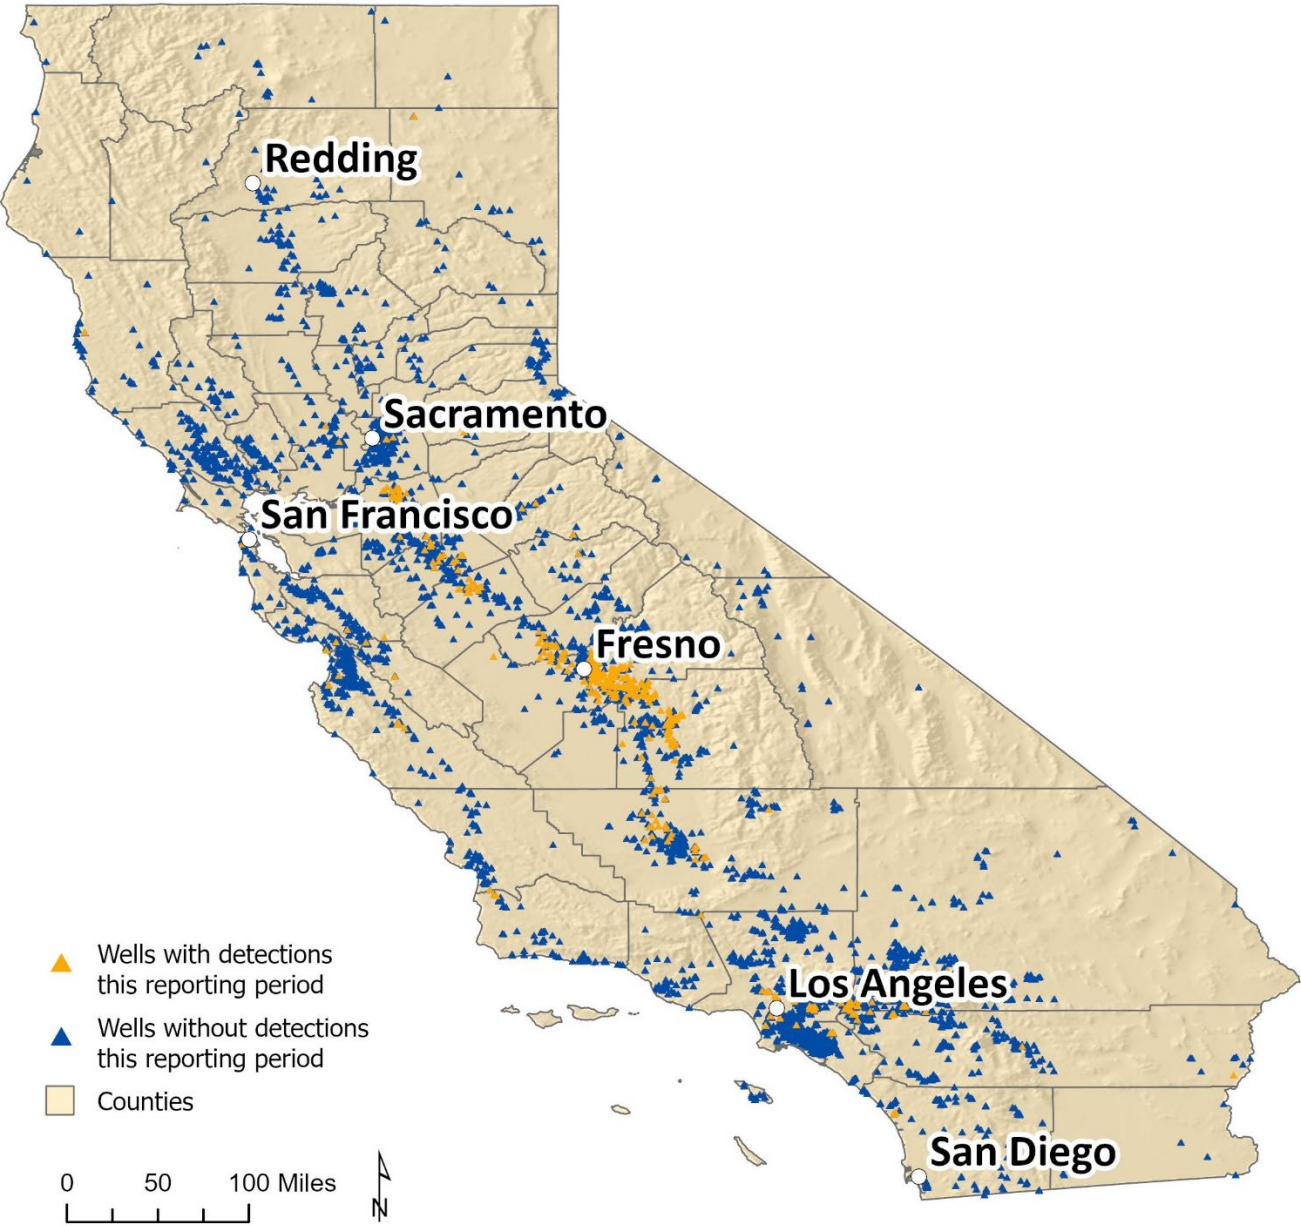 Redding
Sacramento
San Francisco
Fresno
Los Angeles
San Diego
Wells with detections
this reporting period
Wells without detections
this reporting period
Counties
0 50 100 Miles
N